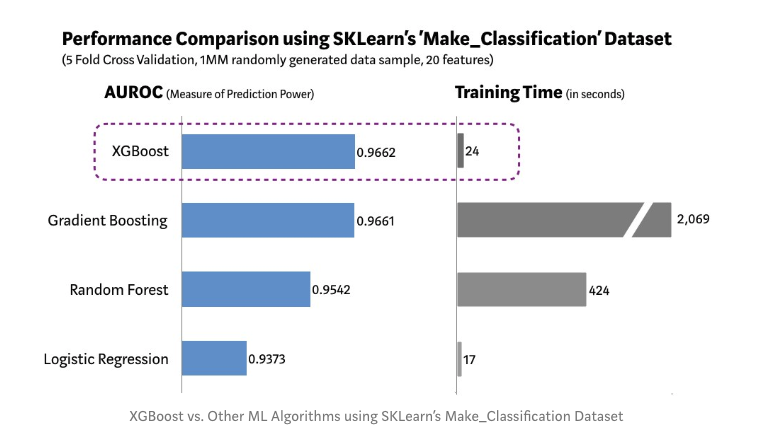 Performance Comparison using SKLearn's 'Make_Classification' Dataset
(5 Fold Cross Validation, 1MM randomly generated data sample, 20 features)
AUROC (Measure of Prediction Power)
Training Time (in seconds)
XGBoost
0.9662
24
Gradient Boosting
0.9661
2,069
Random Forest
0.9542
424
Logistic Regression
0.9373
17
XGBoost vs. Other ML Algorithms using SKLearn's Make_Classification Dataset